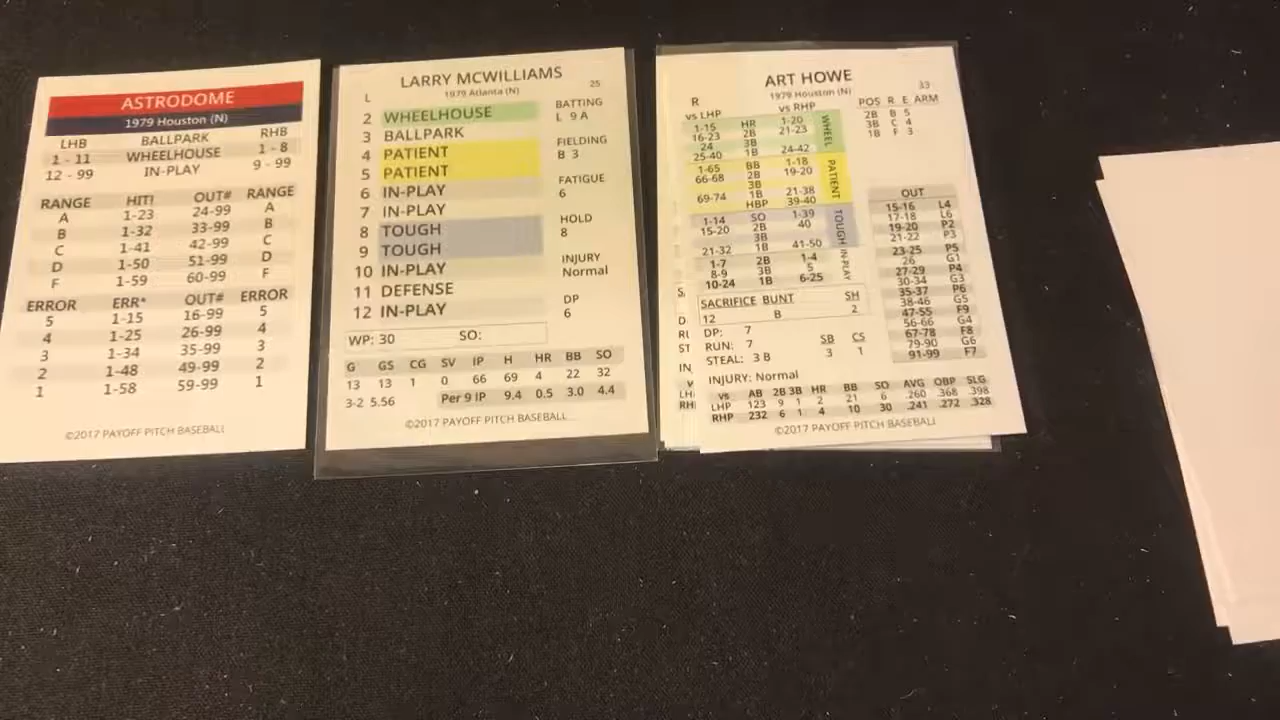 ASTRODOME
1979 Houston (N)
LHB BALLPARK RHB
1 - 11 WHEELHOUSE 1 - 8
12 - 99 IN-PLAY 9 - 99
RANGE HIT! OUT# RANGE
A 1-23 24-99 A
B 1-32 33-99 B
C 1-41 42-99 C
D 1-50 51-99 D
F 1-59 60-99 F
ERROR ERR* OUT# ERROR
5 1-15 16-99 5
4 1-25 26-99 4
3 1-34 35-99 3
2 1-48 49-99 2
1 1-58 59-99 1
©2017 PAYOFF PITCH BASEBALL
LARRY MCWILLIAMS
1979 Atlanta (N) 25
L
2 WHEELHOUSE
3 BALLPARK
4 PATIENT
5 PATIENT
6 IN-PLAY
7 IN-PLAY
8 TOUGH
9 TOUGH
10 IN-PLAY
11 DEFENSE
12 IN-PLAY
BATTING
L 9 A
FIELDING
B 3
FATIGUE
6
HOLD
8
INJURY
Normal
DP
6
WP: 30 SO:
G GS CG SV IP H HR BB SO
13 13 1 0 66 69 4 22 32
3-2 5.56 Per 9 IP 9.4 0.5 3.0 4.4
©2017 PAYOFF PITCH BASEBALL
ART HOWE
1979 Houston (N) 33
R
vs LHP vs RHP
1-15 HR 1-20
16-23 2B 21-23
24 3B
25-40 1B 24-42
WHEEL
1-65 BB 1-18
66-68 2B 19-20
3B
69-74 1B 21-38
HBP 39-40
PATIENT
1-14 SO 1-39
15-20 2B 40
3B
21-32 1B 41-50
TOUGH
1-7 2B 1-4
8-9 3B 5
10-24 1B 6-25
IN-PLAY
POS R E ARM
2B B 5
3B C 4
1B F 3
OUT
15-16 L4
17-18 L6
19-20 P2
21-22 P3
23-25 P5
26 G1
27-29 P4
30-34 G3
35-37 P6
38-46 G5
47-55 F9
56-66 G4
67-78 F8
79-90 G6
91-99 F7
SACRIFICE BUNT SH
12 B 2
DP: 7
RUN: 7 SB CS
STEAL: 3 B 3 1
INJURY: Normal
vs AB 2B 3B HR BB SO AVG OBP SLG
LHP 123 9 1 2 21 6 .260 .368 .398
RHP 232 6 1 4 10 30 .241 .272 .328
©2017 PAYOFF PITCH BASEBALL